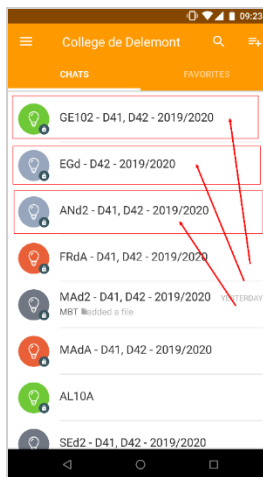 09:23
College de Delemont
CHATS
FAVORITES
GE102 - D41, D42 - 2019/2020
EGd - D42 - 2019/2020
ANd2 - D41, D42 - 2019/2020
FRdA - D41, D42 - 2019/2020
MAd2 - D41, D42 - 2019/2020 YESTERDAY
MBT added a file
MAdA - D41, D42 - 2019/2020
AL10A
SEd2 - D41, D42 - 2019/2020